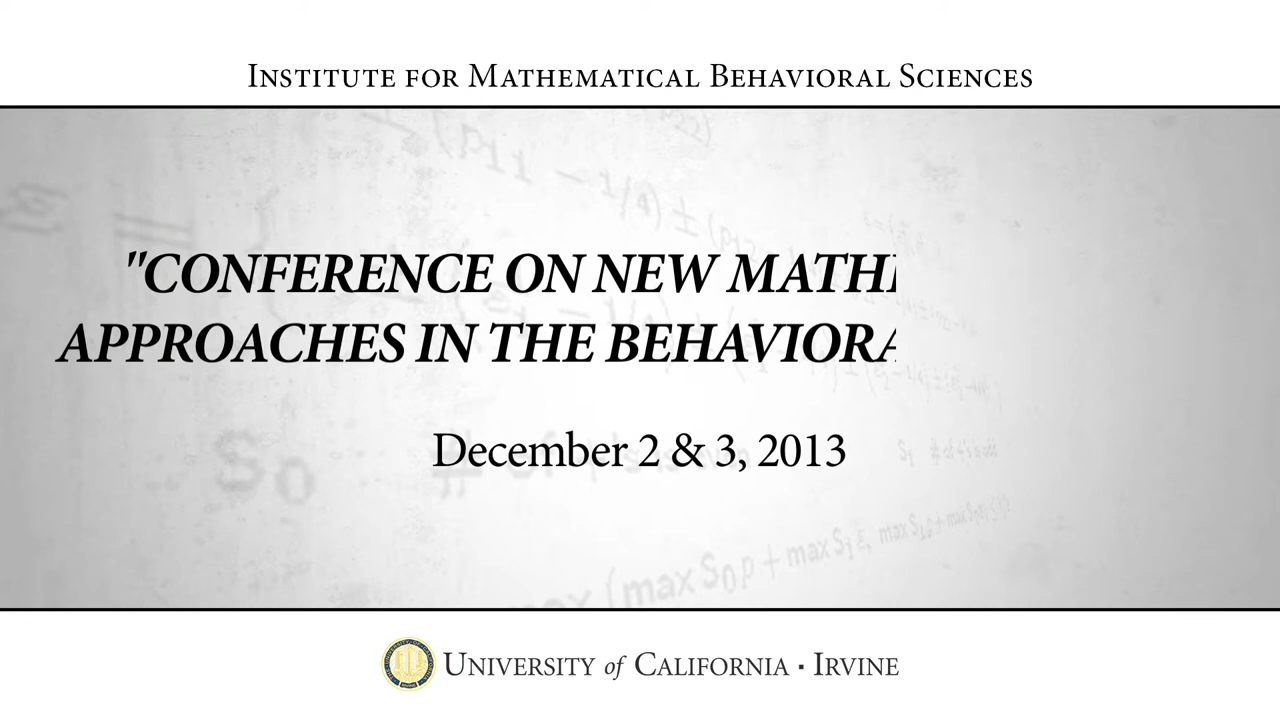 INSTITUTE FOR MATHEMATICAL BEHAVIORAL SCIENCES
"CONFERENCE ON NEW MATH
APPROACHES IN THE BEHAVIORA
December 2 & 3, 2013
UNIVERSITY of CALIFORNIA · IRVINE